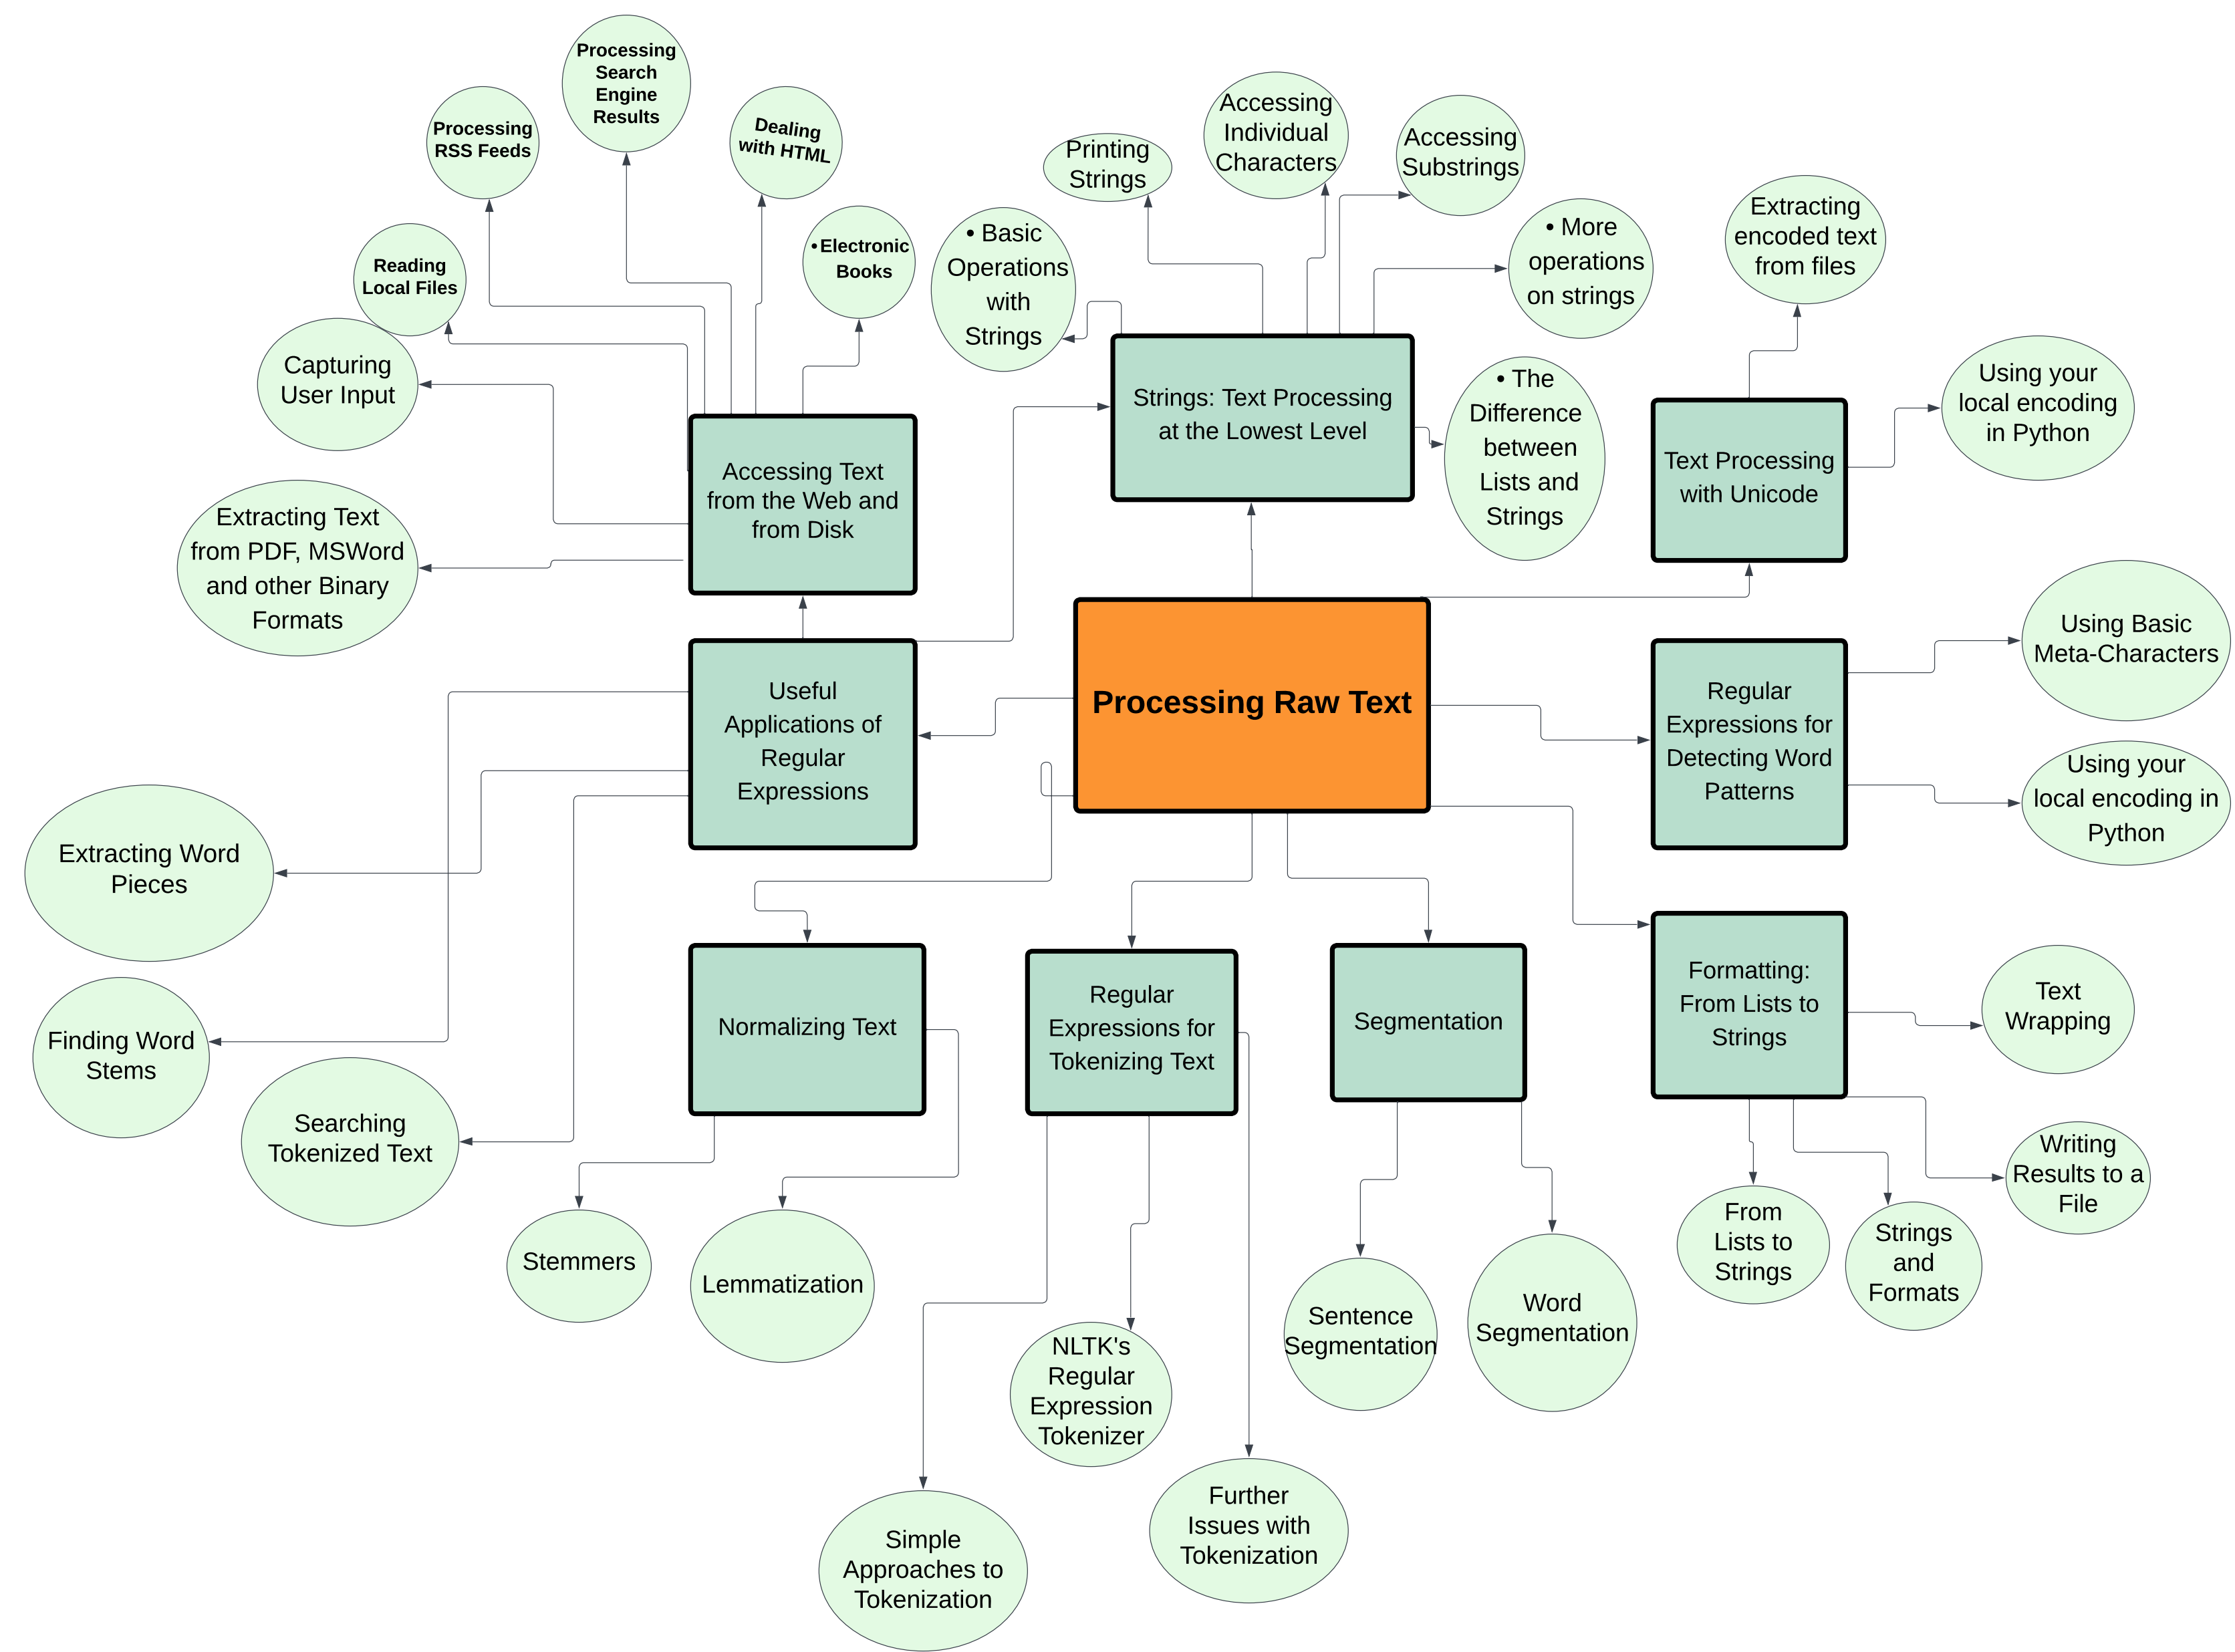 Processing
Search
Engine
Results
Processing
RSS Feeds
Dealing
with HTML
Reading
Local Files
• Electronic
Books
Capturing
User Input
Extracting Text
from PDF, MSWord
and other Binary
Formats
Accessing Text
from the Web and
from Disk
Printing
Strings
Accessing
Individual
Characters
Accessing
Substrings
• Basic
Operations
with
Strings
• More
operations
on strings
• The
Difference
between
Lists and
Strings
Strings: Text Processing
at the Lowest Level
Extracting
encoded text
from files
Using your
local encoding
in Python
Text Processing
with Unicode
Processing Raw Text
Useful
Applications of
Regular
Expressions
Extracting Word
Pieces
Finding Word
Stems
Searching
Tokenized Text
Regular
Expressions for
Detecting Word
Patterns
Using Basic
Meta-Characters
Using your
local encoding in
Python
Normalizing Text
Stemmers
Lemmatization
Regular
Expressions for
Tokenizing Text
Simple
Approaches to
Tokenization
NLTK's
Regular
Expression
Tokenizer
Further
Issues with
Tokenization
Segmentation
Sentence
Segmentation
Word
Segmentation
Formatting:
From Lists to
Strings
Text
Wrapping
Writing
Results to a
File
From
Lists to
Strings
Strings
and
Formats